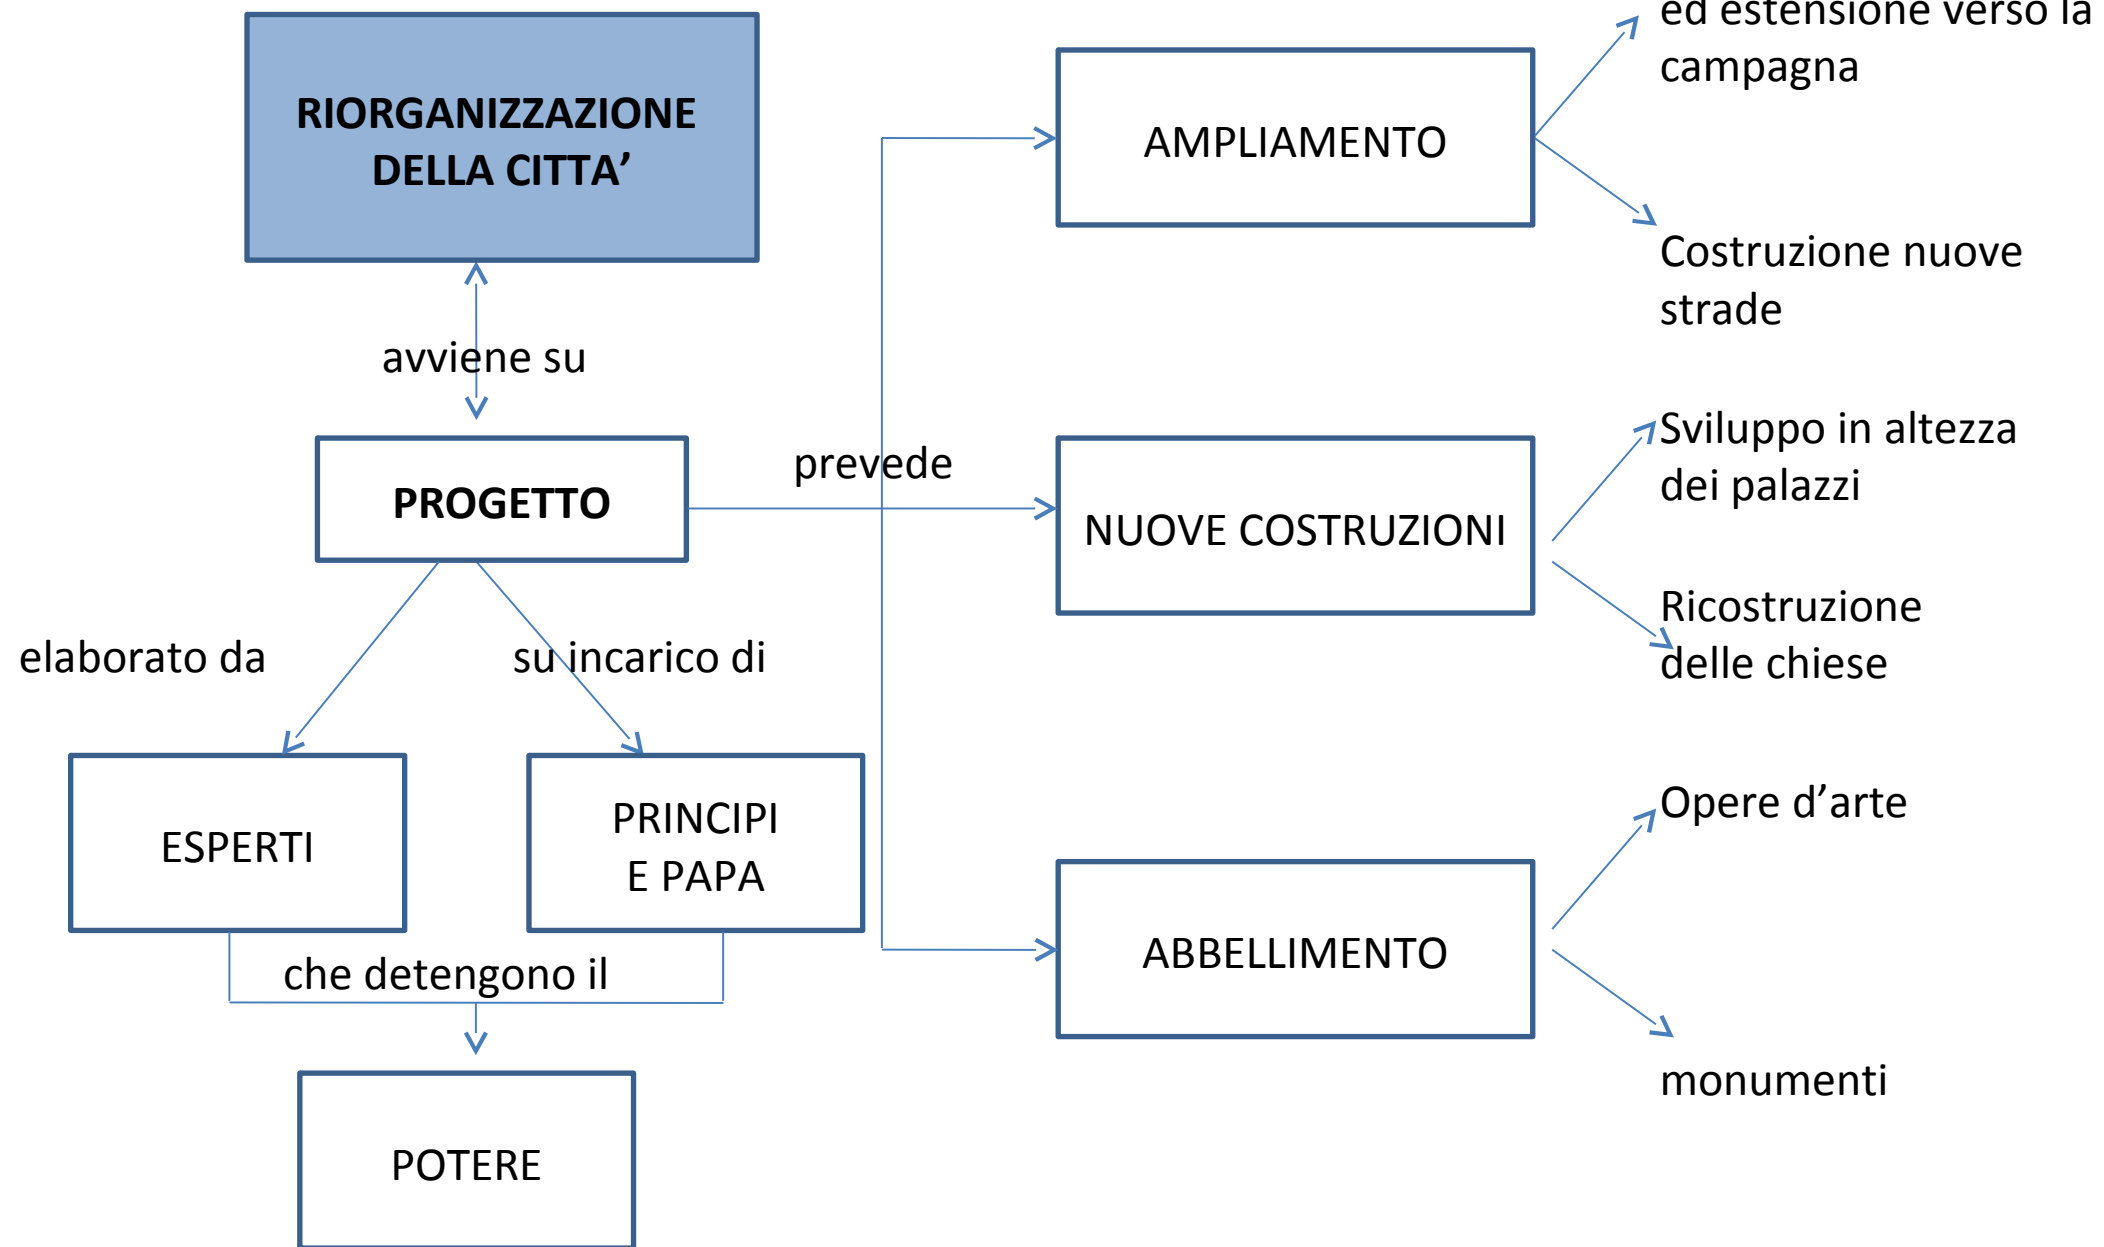 RIORGANIZZAZIONE
DELLA CITTA’
avviene su
PROGETTO
elaborato da
su incarico di
ESPERTI
PRINCIPI
E PAPA
che detengono il
POTERE
prevede
AMPLIAMENTO
ed estensione verso la
campagna
Costruzione nuove
strade
NUOVE COSTRUZIONI
Sviluppo in altezza
dei palazzi
Ricostruzione
delle chiese
ABBELLIMENTO
Opere d’arte
monumenti